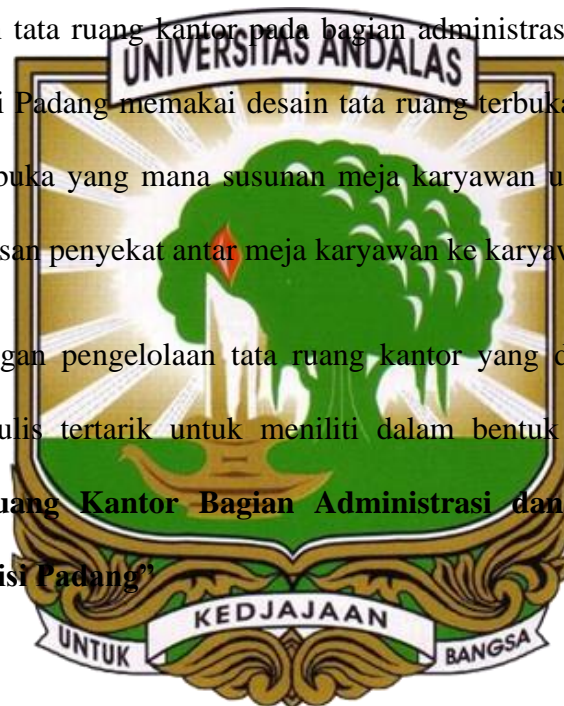 tata ruang kantor pada bagian administras
UNIVERSITAS ANDALAS
i Padang memakai desain tata ruang terbuka
buka yang mana susunan meja karyawan u
san penyekat antar meja karyawan ke karyaw
gan pengelolaan tata ruang kantor yang d
ulis tertarik untuk meniliti dalam bentuk
uang Kantor Bagian Administrasi dan
isi Padang”
UNTUK KEDJAJAAN BANGSA